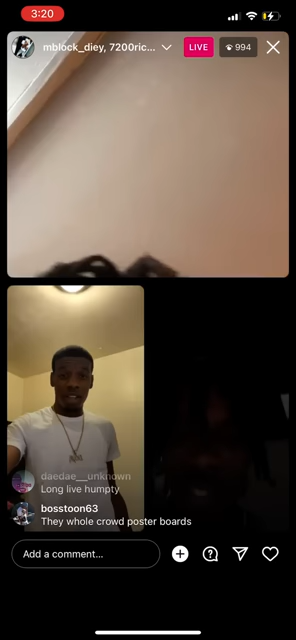 3:20
mblock_diey, 7200ric...
LIVE
994
daedae__unknown
Long live humpty
bosstoon63
They whole crowd poster boards
Add a comment...